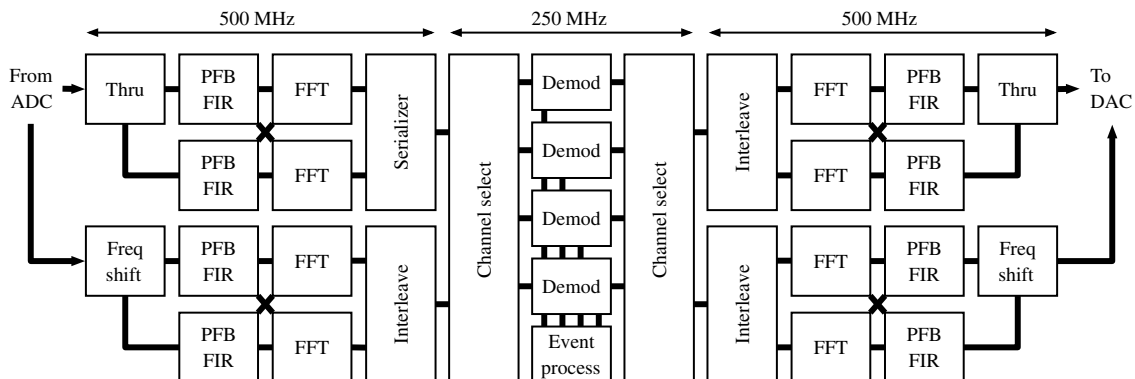 500 MHz
250 MHz
500 MHz
From
ADC
Thru
PFB
FIR
FFT
PFB
FIR
FFT
Serializer
Freq
shift
PFB
FIR
FFT
PFB
FIR
FFT
Interleave
Channel select
Demod
Demod
Demod
Demod
Event
process
Channel select
Interleave
FFT
PFB
FIR
Thru
FFT
PFB
FIR
To
DAC
Interleave
FFT
PFB
FIR
Freq
shift
FFT
PFB
FIR